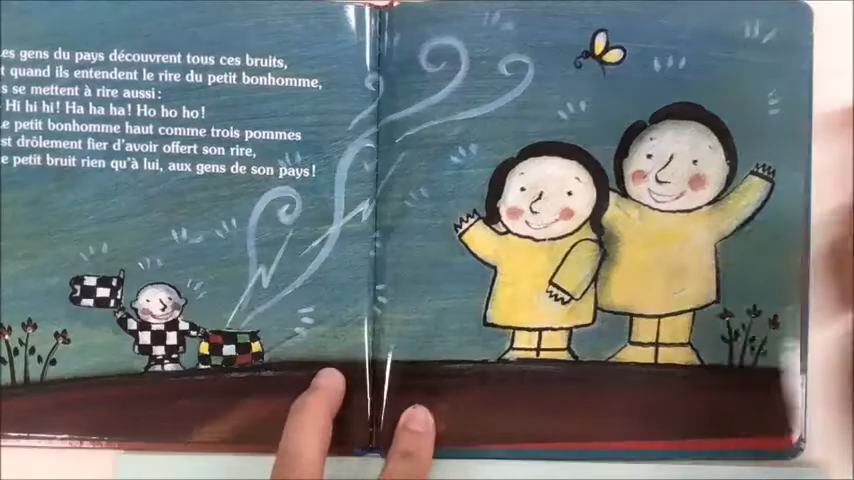 es gens du pays découvrent tous ces bruits,
t quand ils entendent le rire du petit bonhomme,
s se mettent à rire aussi:
Hi hi hi! Ha ha ha! Ho ho ho!
e petit bonhomme haut comme trois pommes
st drôlement fier d'avoir offert son rire,
e petit bruit rien qu'à lui, aux gens de son pays!